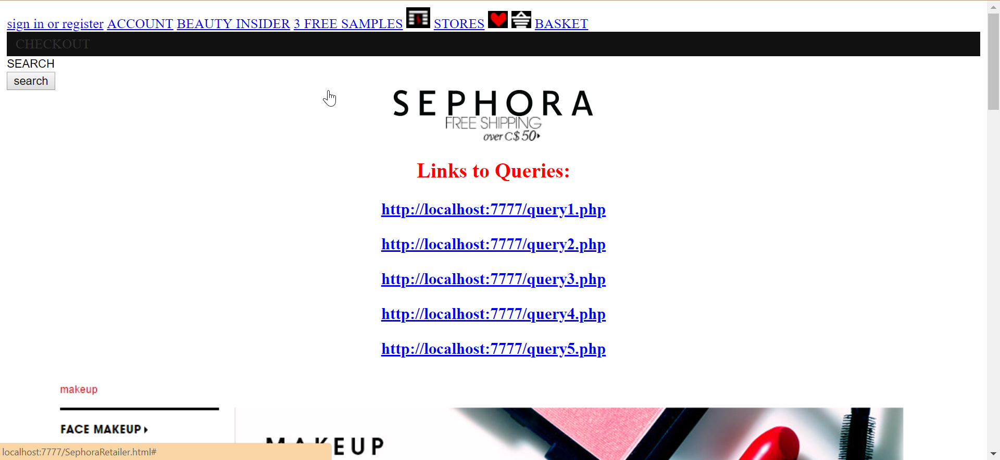 sign in or register ACCOUNT BEAUTY INSIDER 3 FREE SAMPLES STORES BASKET
CHECKOUT
SEARCH
search
SEPHORA
FREE SHIPPING
over C$ 50
Links to Queries:
http://localhost:7777/query1.php
http://localhost:7777/query2.php
http://localhost:7777/query3.php
http://localhost:7777/query4.php
http://localhost:7777/query5.php
makeup
FACE MAKEUP
MAKEUP
localhost:7777/SephoraRetailer.html#